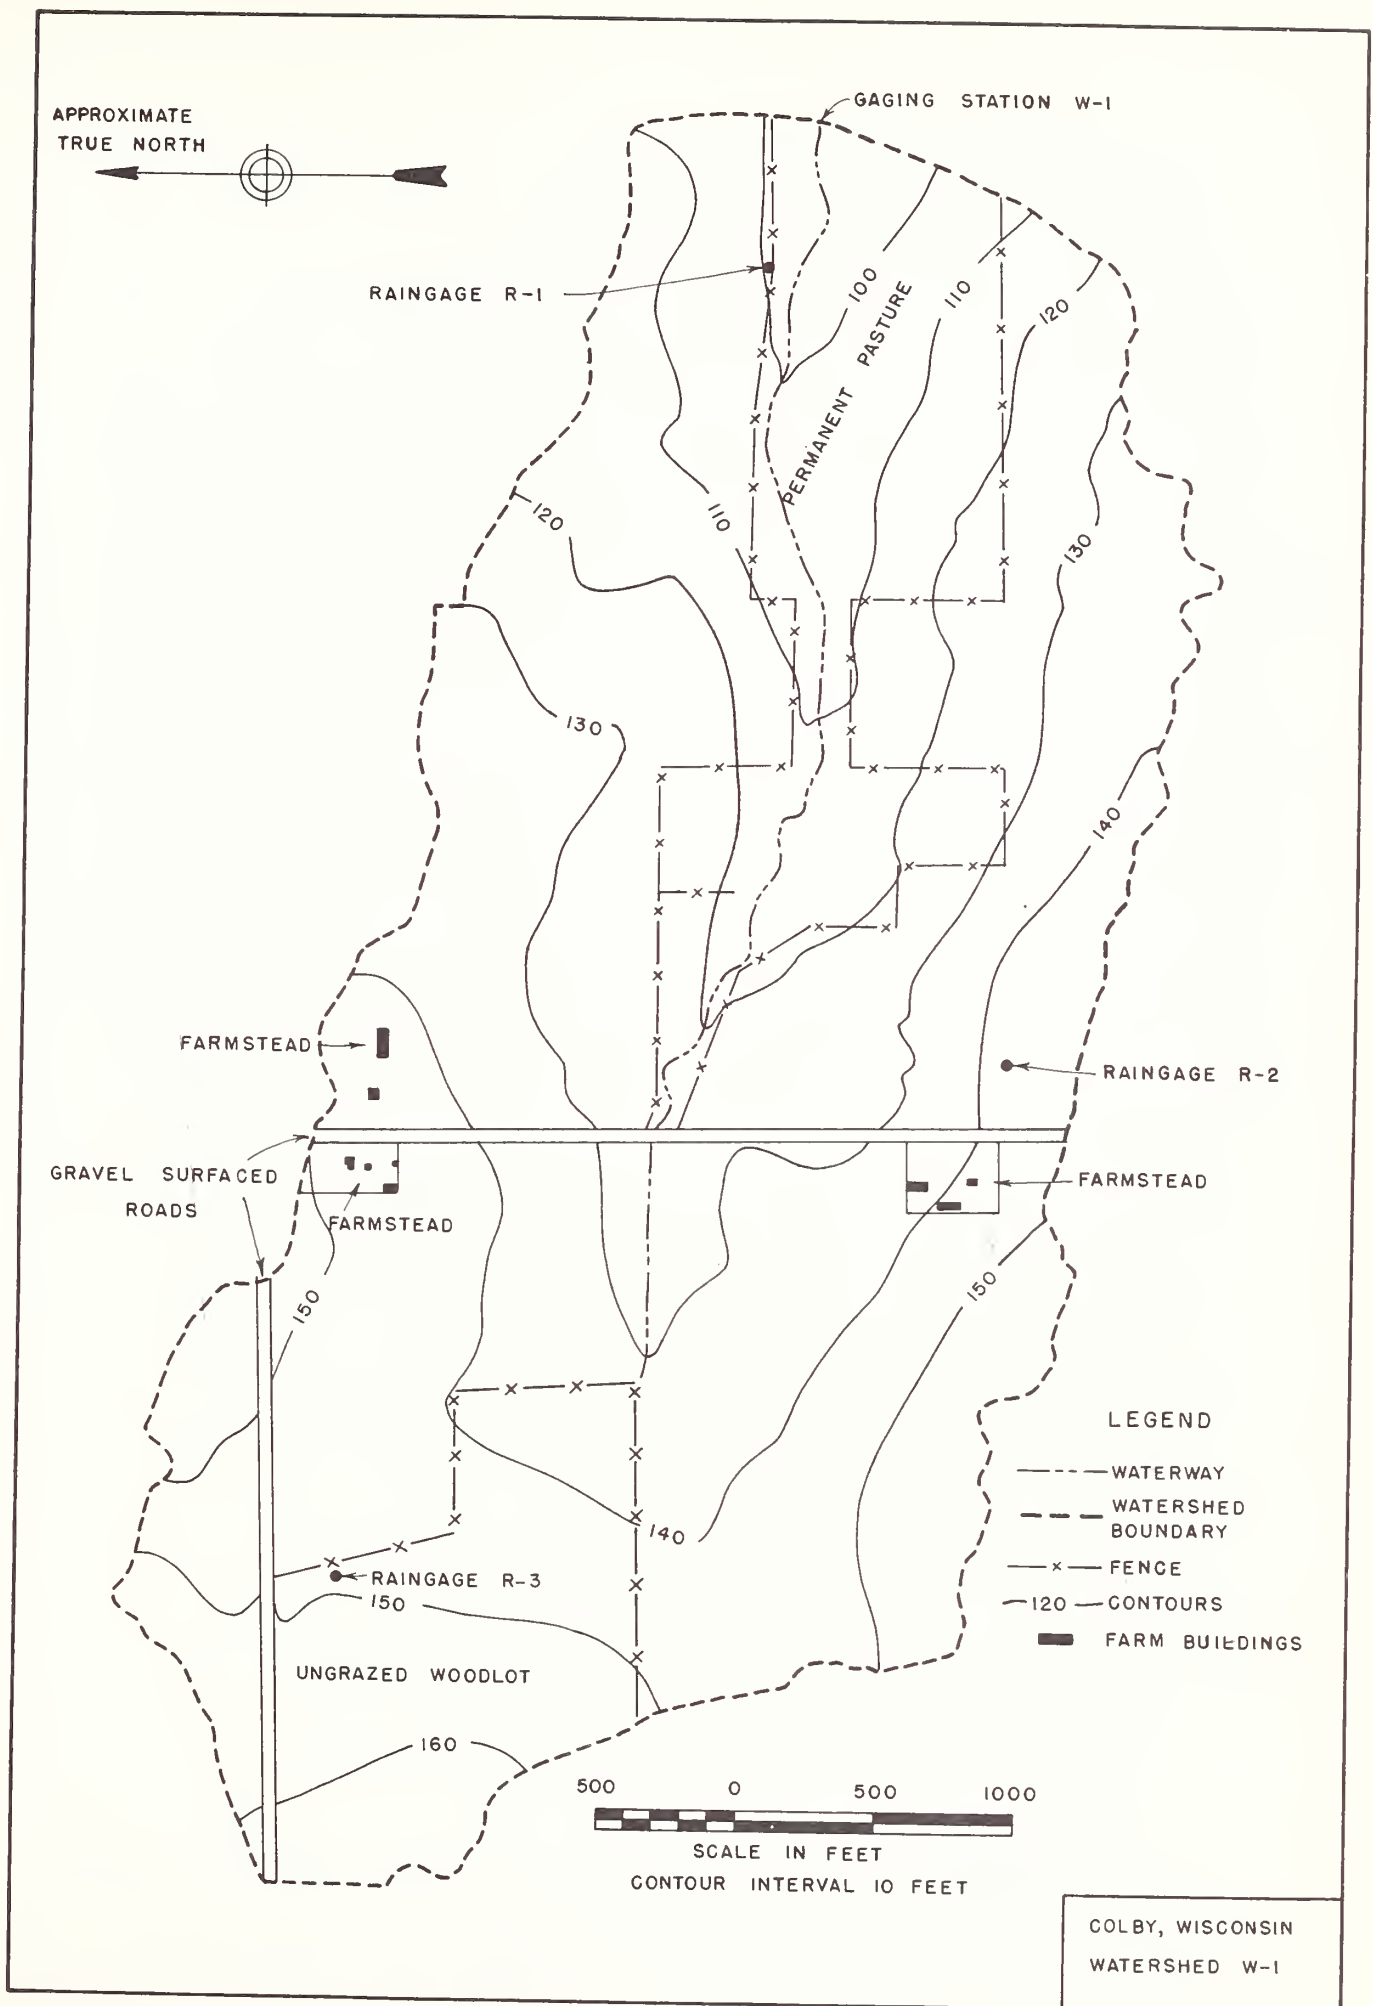 GAGING STATION W-1
APPROXIMATE
TRUE NORTH
RAINGAGE R-1
100
110
120
PERMANENT PASTURE
120
110
130
130
140
FARMSTEAD
RAINGAGE R-2
GRAVEL SURFACED
ROADS
FARMSTEAD
FARMSTEAD
150
150
LEGEND
WATERWAY
WATERSHED
BOUNDARY
FENCE
120 CONTOURS
FARM BUILDINGS
140
RAINGAGE R-3
150
UNGRAZED WOODLOT
160
500 0 500 1000
SCALE IN FEET
CONTOUR INTERVAL 10 FEET
COLBY, WISCONSIN
WATERSHED W-1